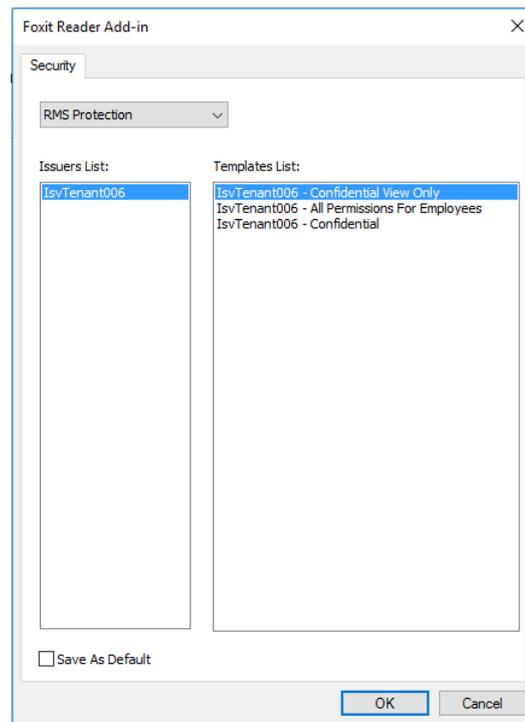 Foxit Reader Add-in
Security
RMS Protection
Issuers List:
Templates List:
IsvTenant006
IsvTenant006 - Confidential View Only
IsvTenant006 - All Permissions For Employees
IsvTenant006 - Confidential
Save As Default
OK
Cancel